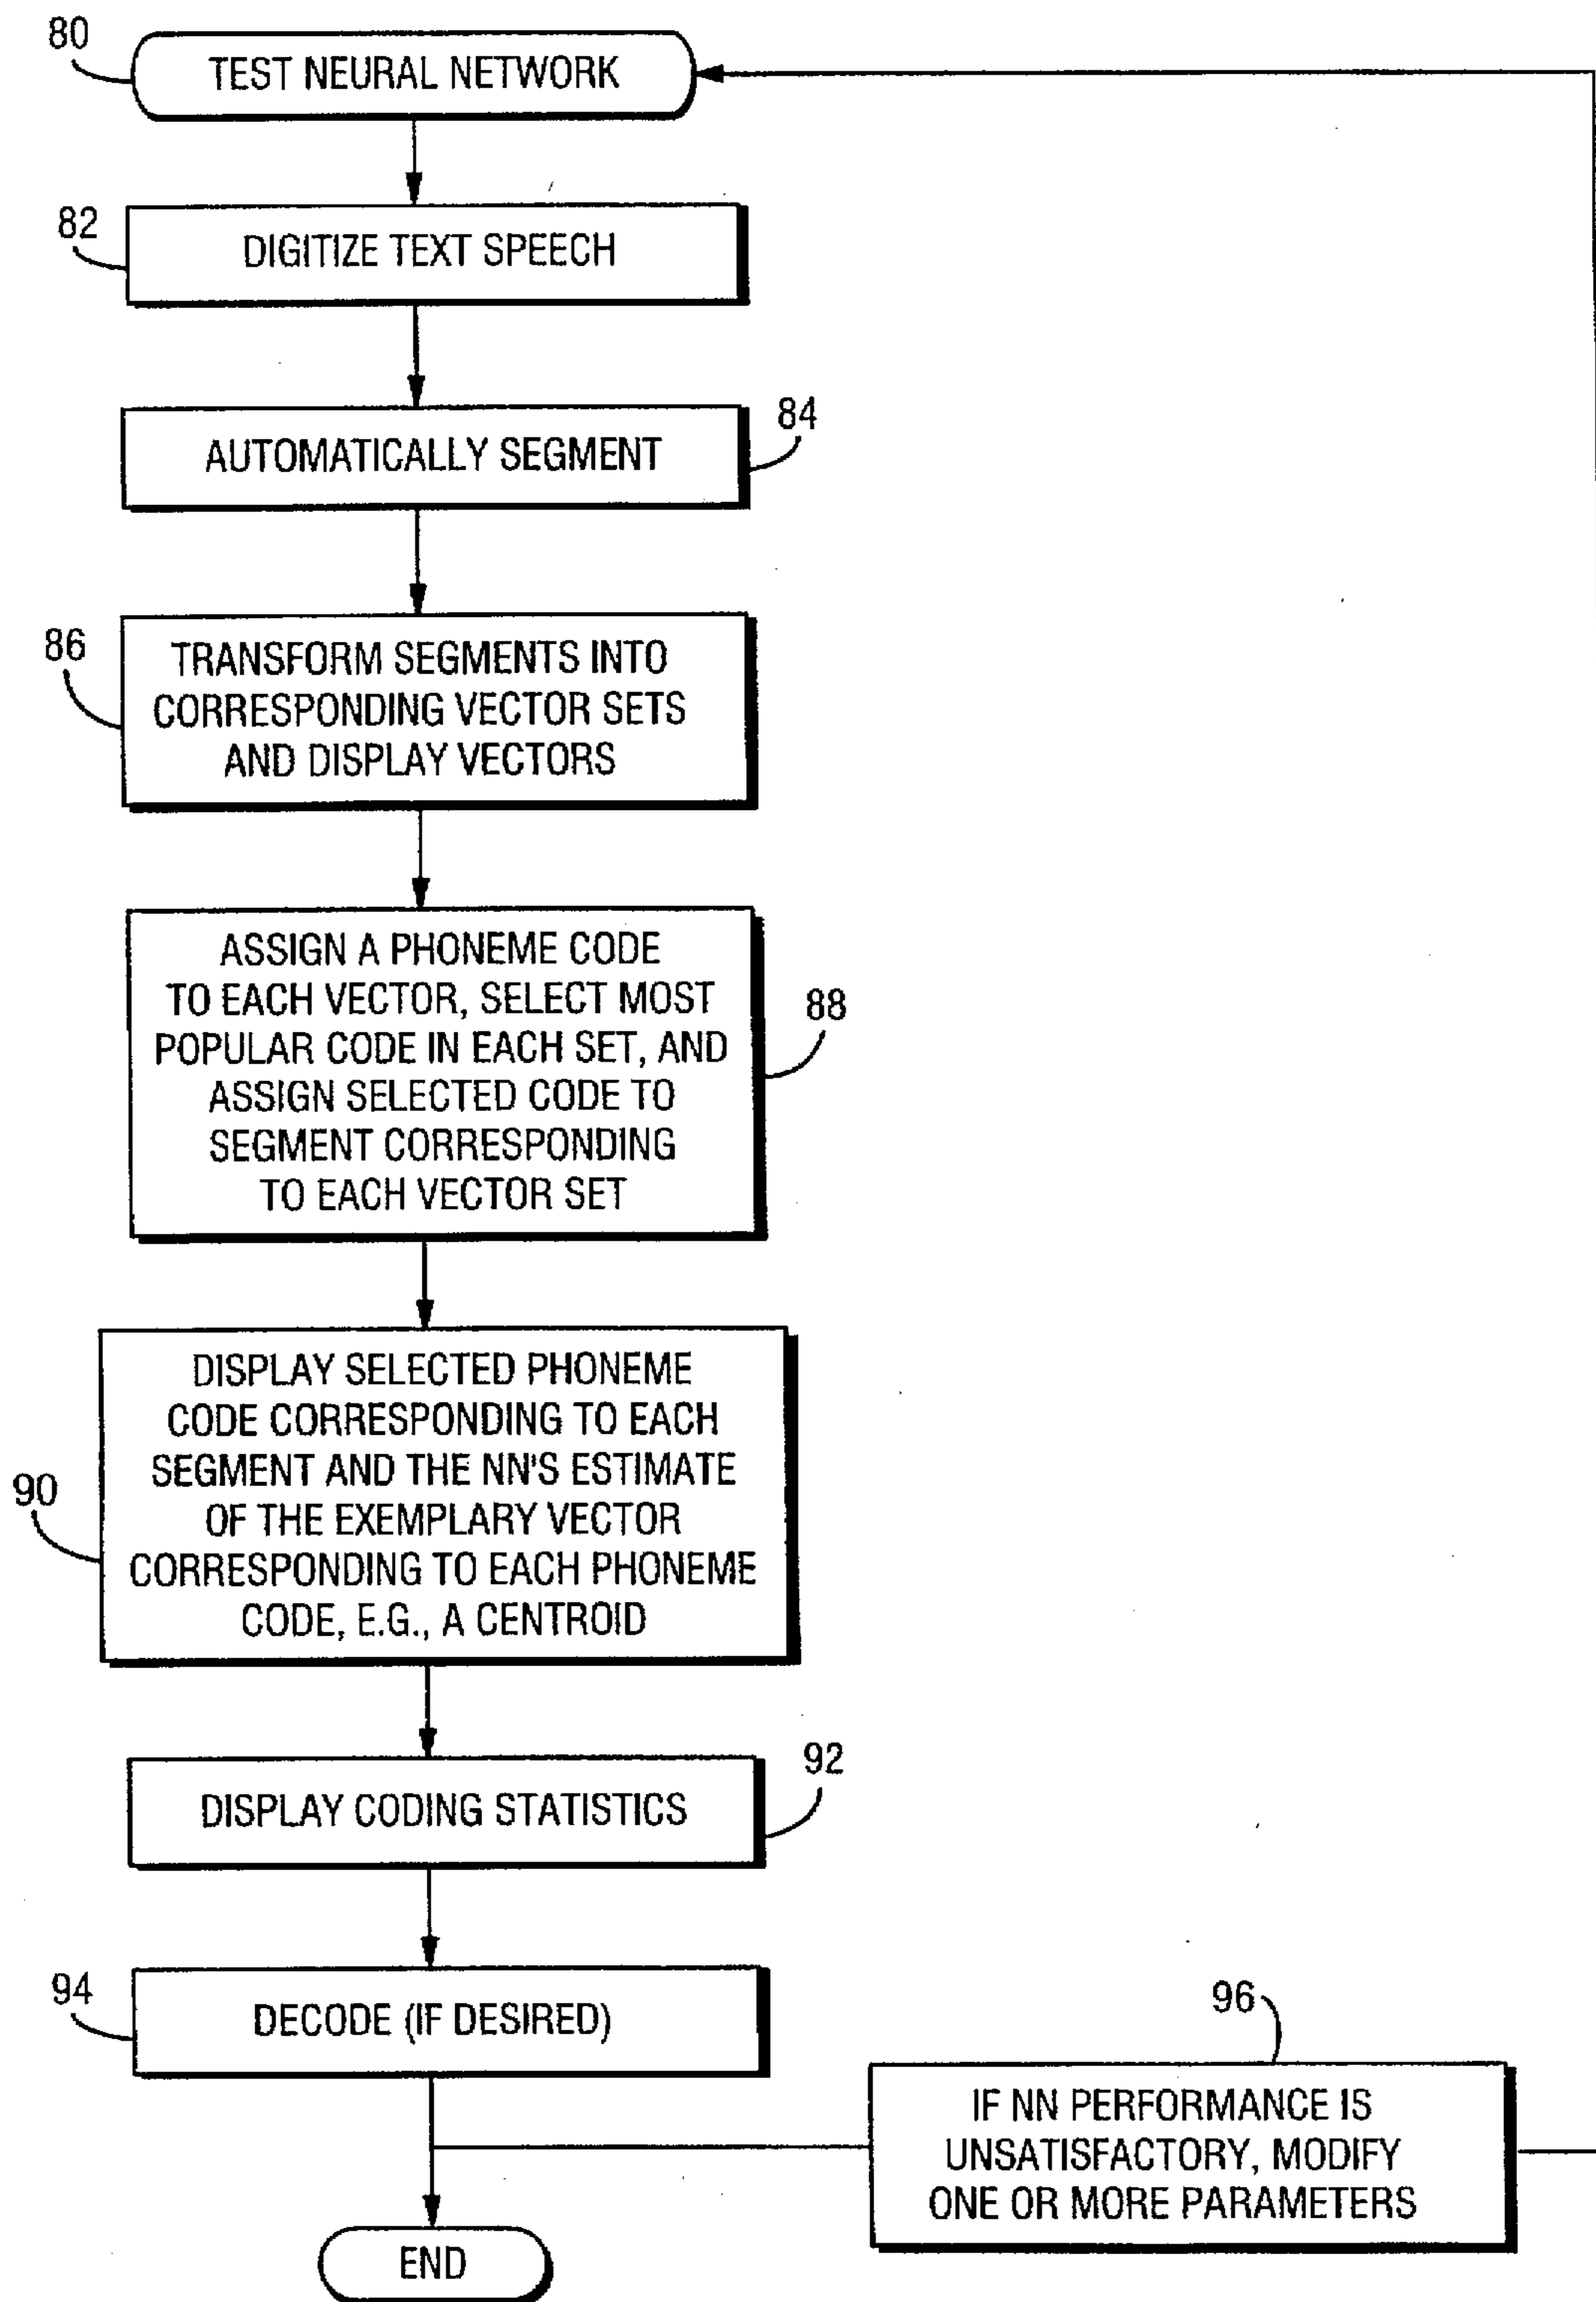 80
TEST NEURAL NETWORK
82
DIGITIZE TEXT SPEECH
84
AUTOMATICALLY SEGMENT
86
TRANSFORM SEGMENTS INTO
CORRESPONDING VECTOR SETS
AND DISPLAY VECTORS
88
ASSIGN A PHONEME CODE
TO EACH VECTOR, SELECT MOST
POPULAR CODE IN EACH SET, AND
ASSIGN SELECTED CODE TO
SEGMENT CORRESPONDING
TO EACH VECTOR SET
90
DISPLAY SELECTED PHONEME
CODE CORRESPONDING TO EACH
SEGMENT AND THE NN'S ESTIMATE
OF THE EXEMPLARY VECTOR
CORRESPONDING TO EACH PHONEME
CODE, E.G., A CENTROID
92
DISPLAY CODING STATISTICS
94
DECODE (IF DESIRED)
96
IF NN PERFORMANCE IS
UNSATISFACTORY, MODIFY
ONE OR MORE PARAMETERS
END